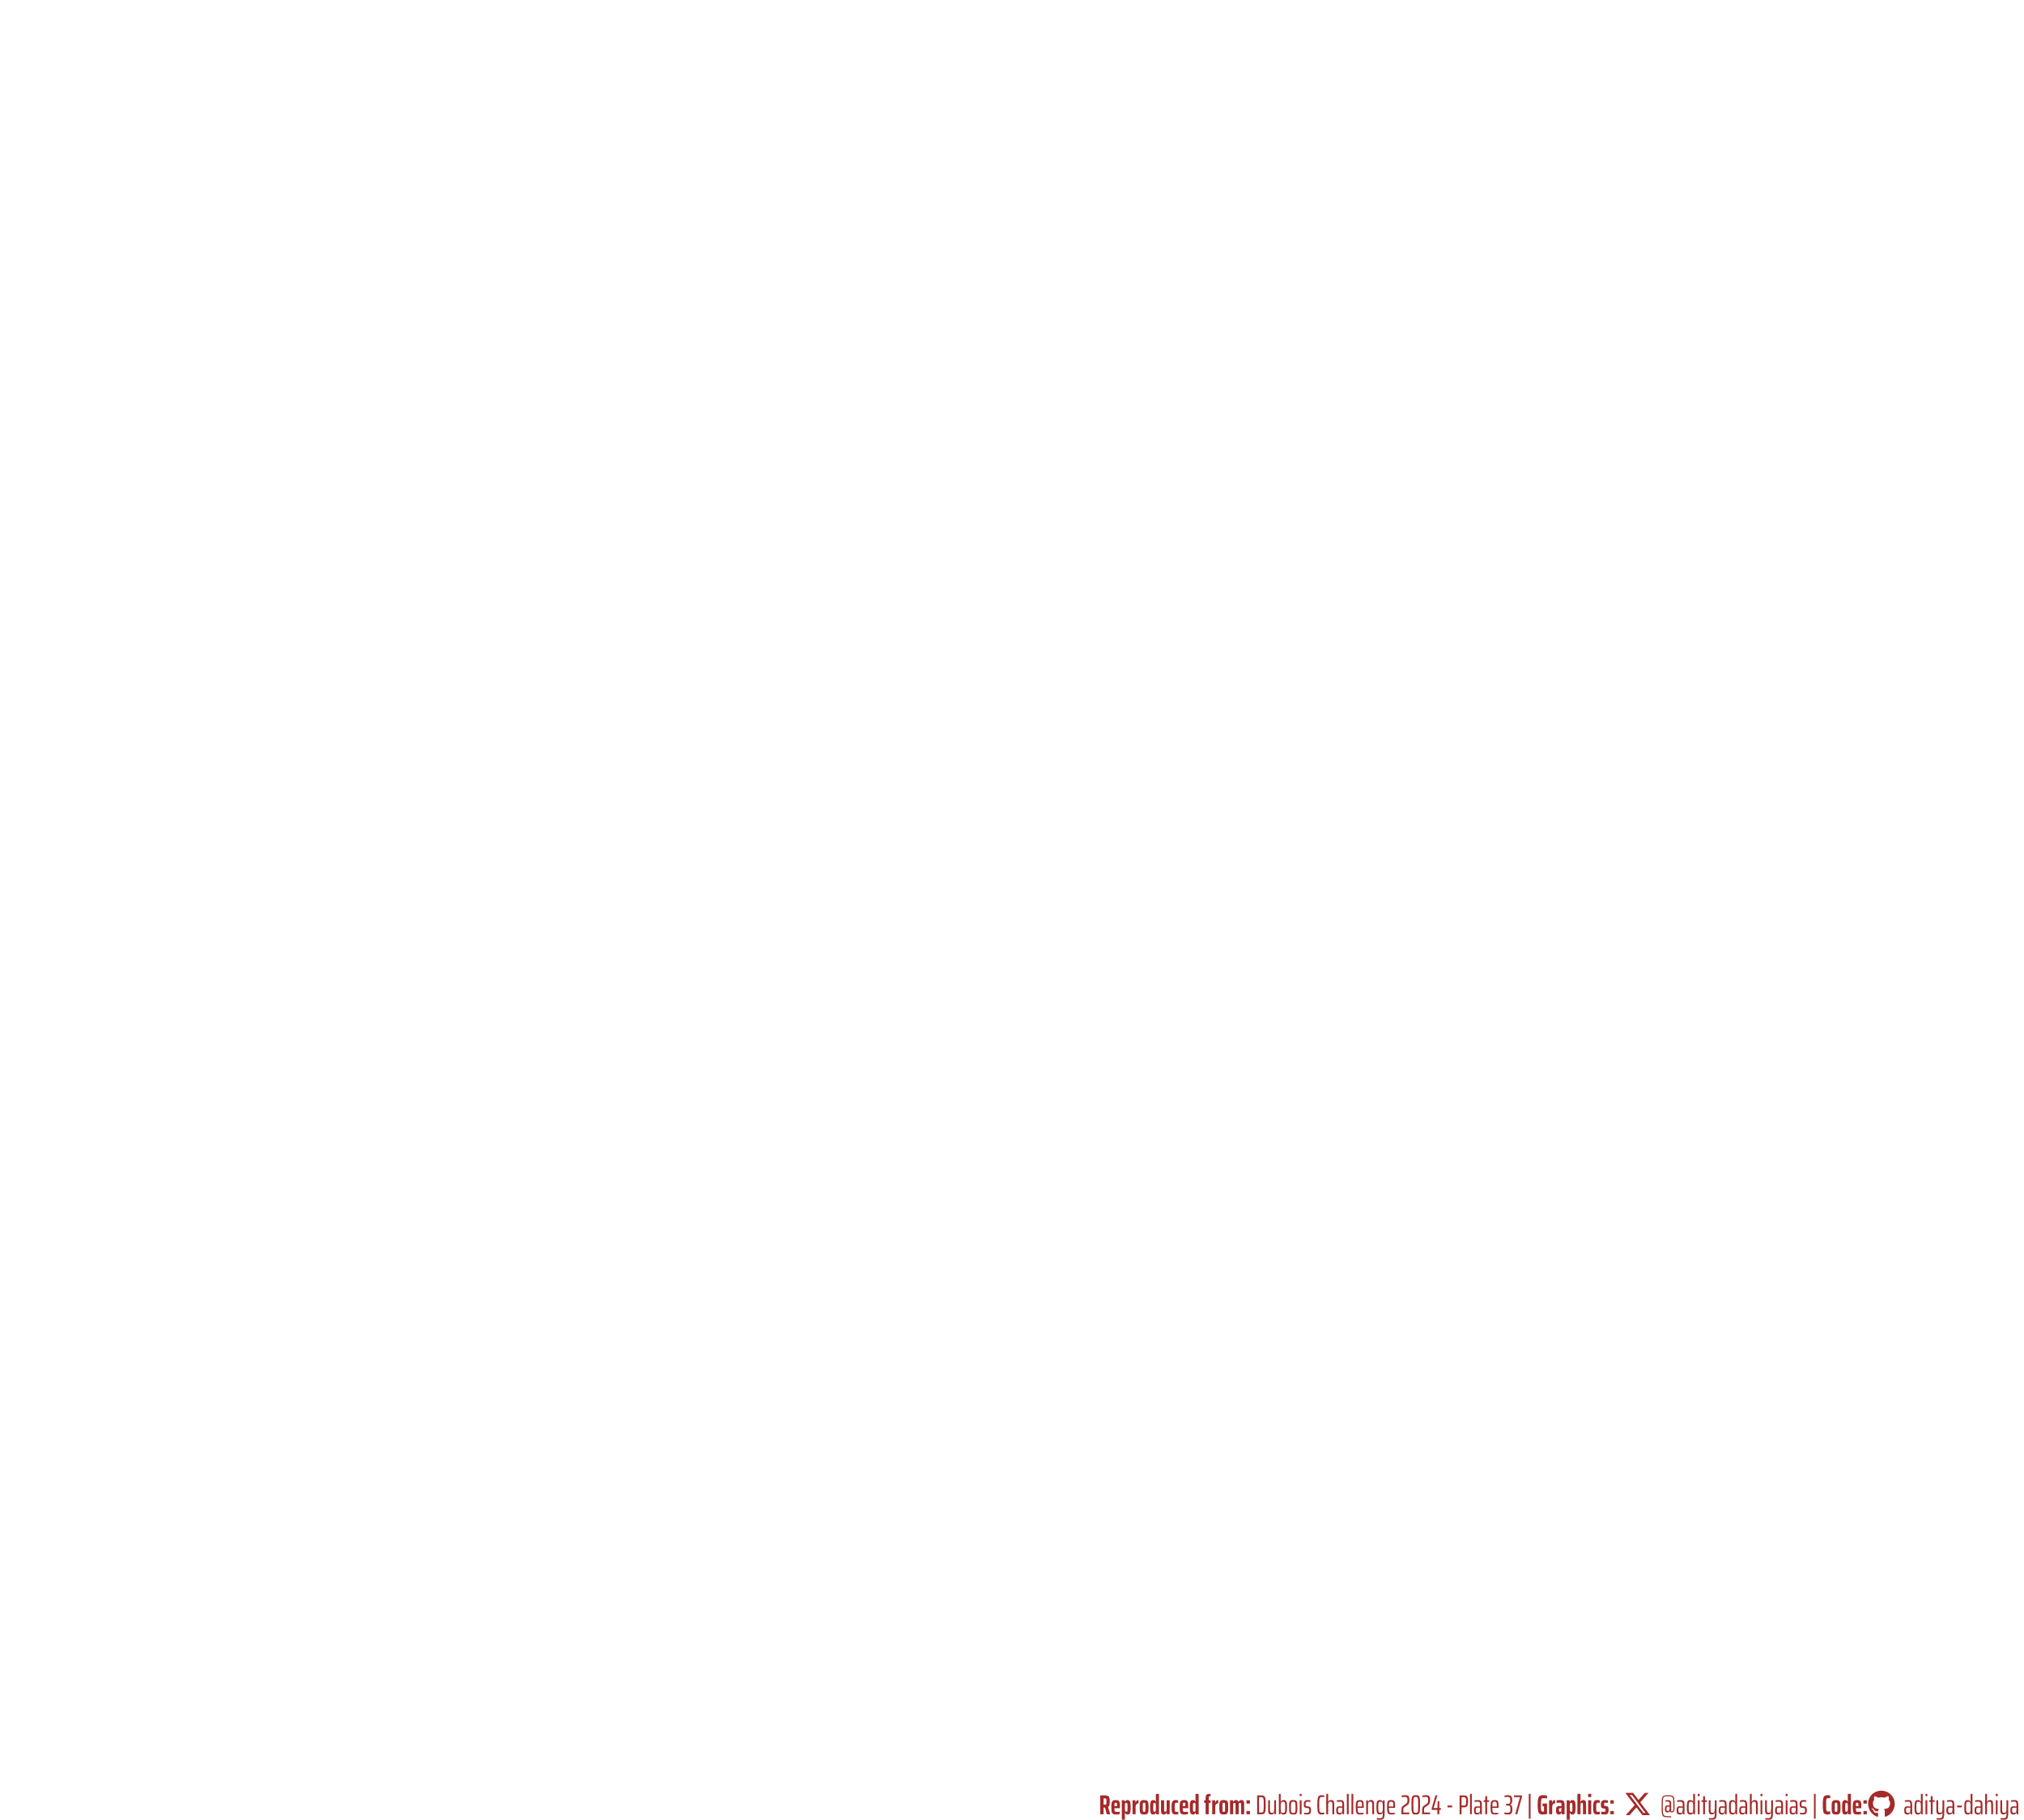 Reproduced from: Dubois Challenge 2024 - Plate 37 | Graphics: @adityadahiyaias | Code: aditya-dahiya